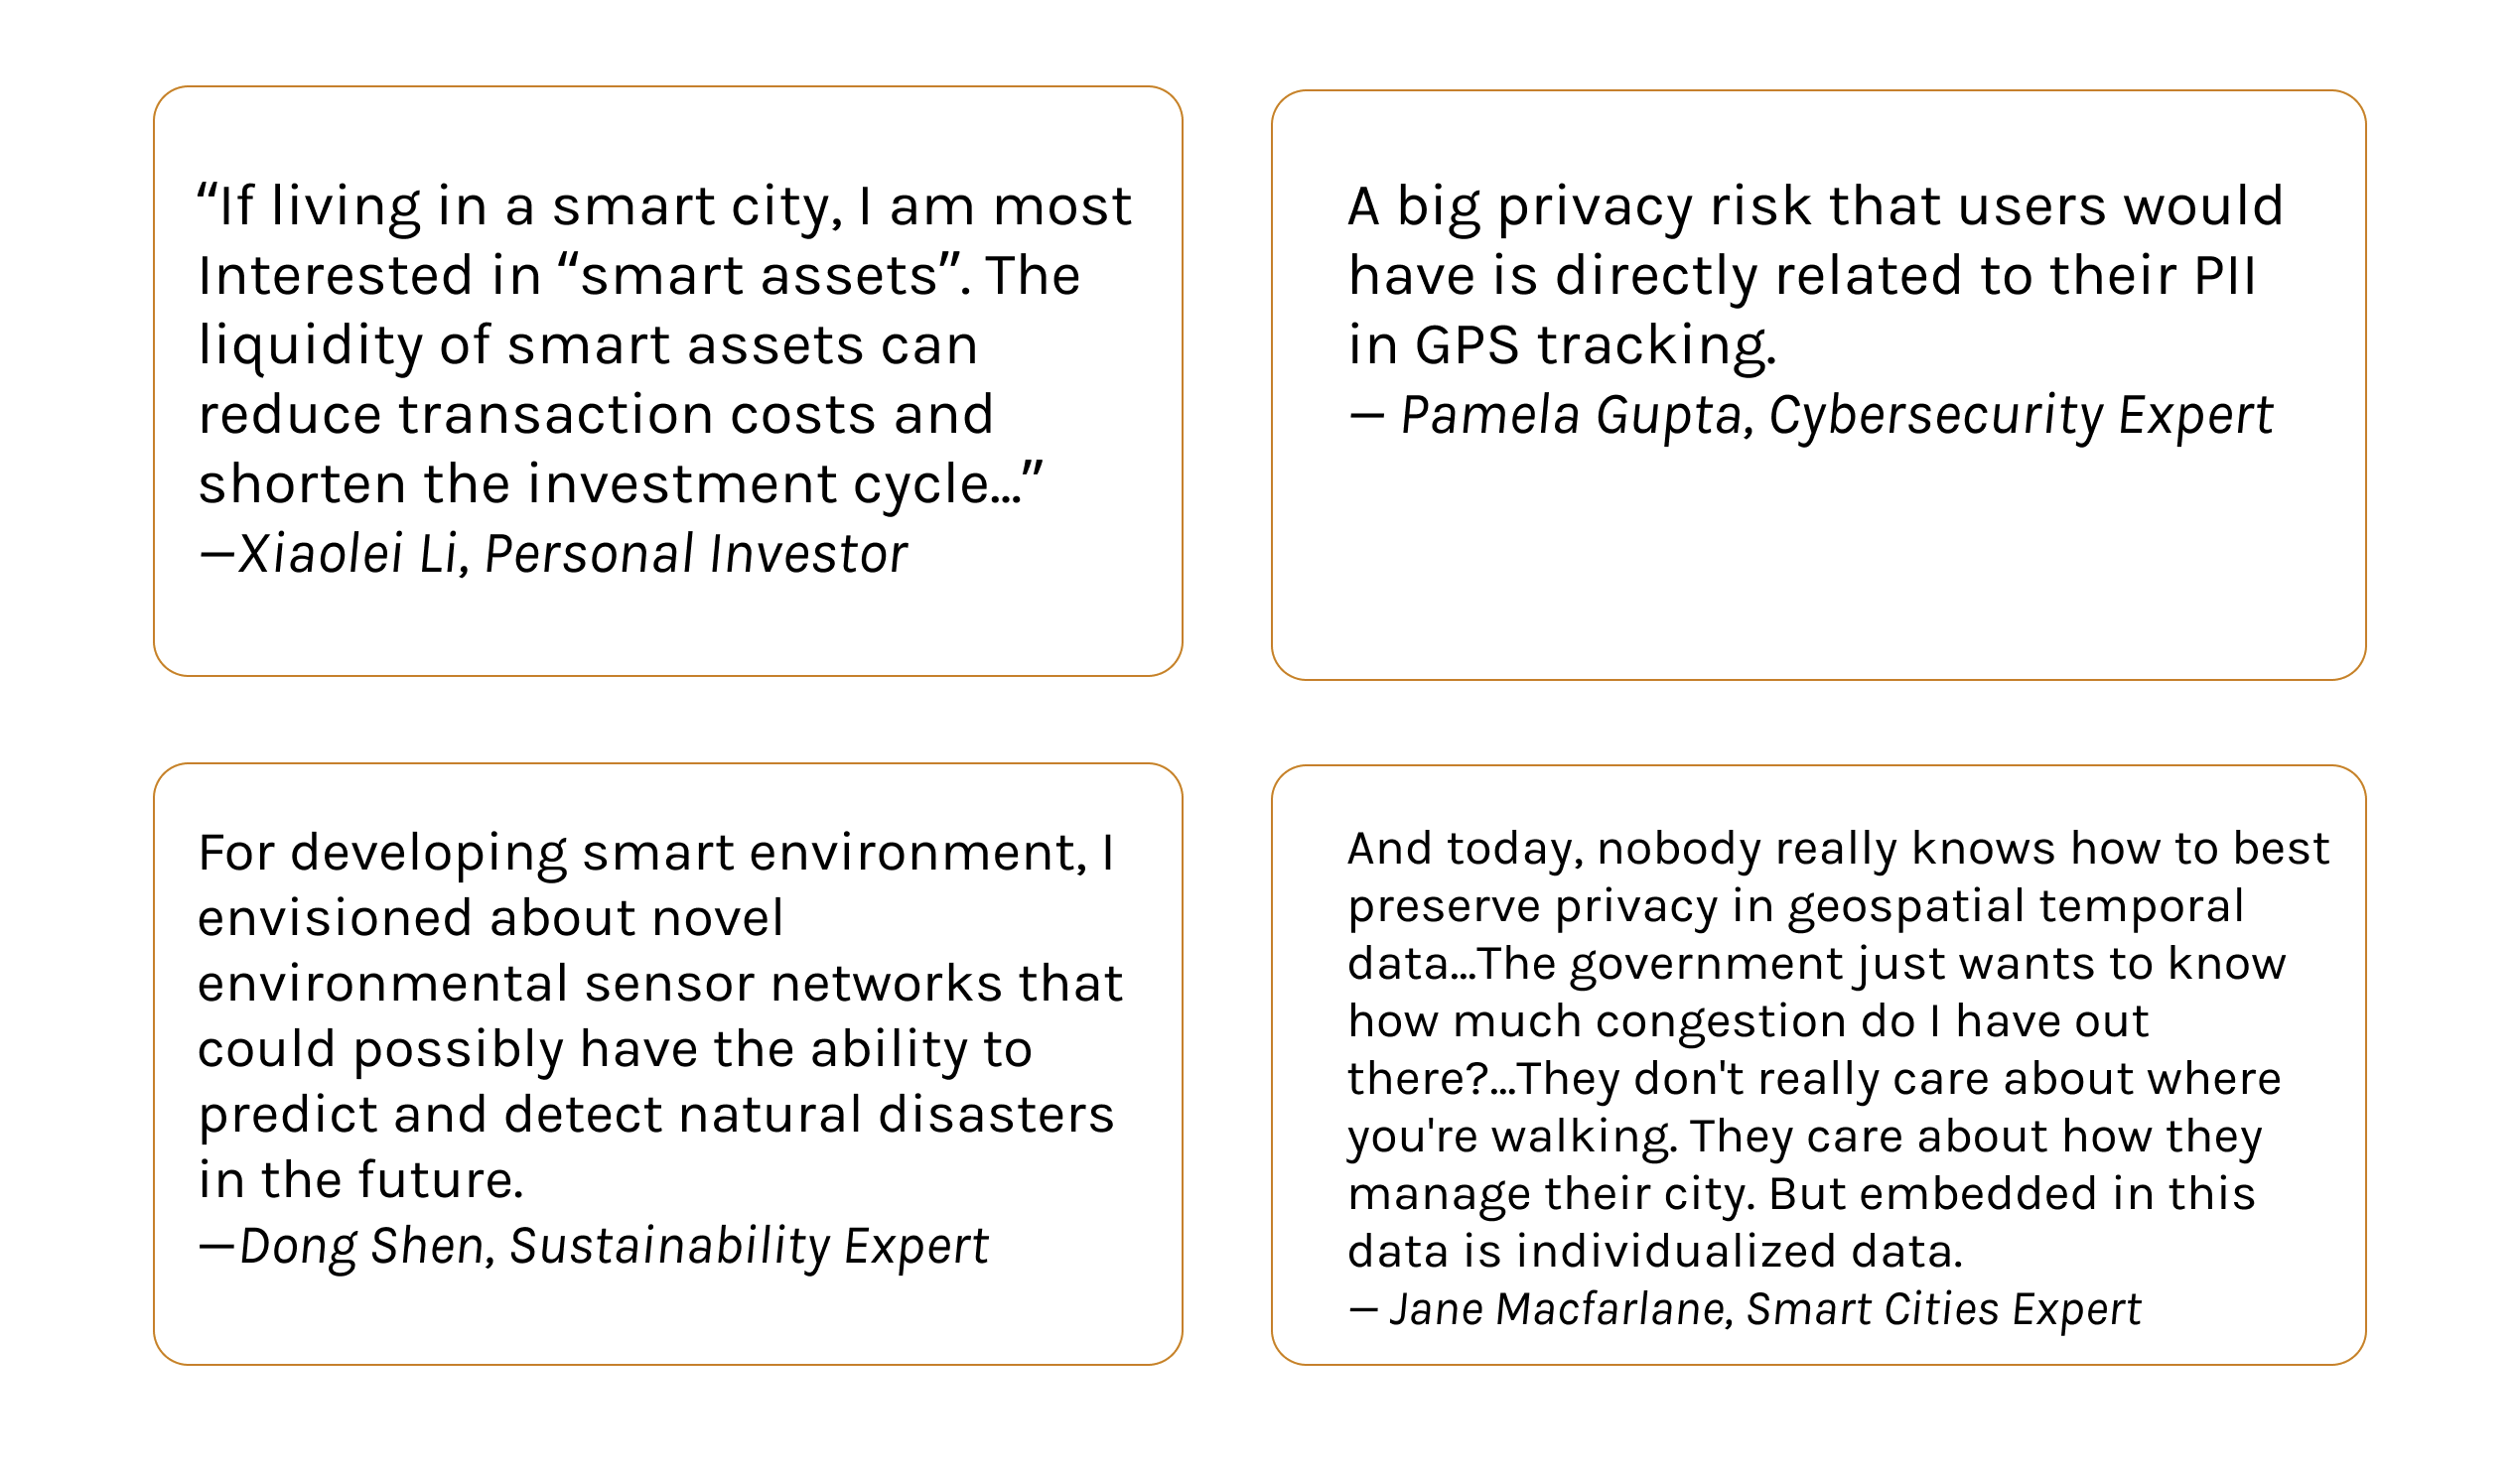 “If living in a smart city, I am most
Interested in “smart assets”. The
liquidity of smart assets can
reduce transaction costs and
shorten the investment cycle…”
—Xiaolei Li, Personal Investor
A big privacy risk that users would
have is directly related to their PII
in GPS tracking.
— Pamela Gupta, Cybersecurity Expert
For developing smart environment, I
envisioned about novel
environmental sensor networks that
could possibly have the ability to
predict and detect natural disasters
in the future.
—Dong Shen, Sustainability Expert
And today, nobody really knows how to best
preserve privacy in geospatial temporal
data…The government just wants to know
how much congestion do I have out
there?...They don't really care about where
you're walking. They care about how they
manage their city. But embedded in this
data is individualized data.
— Jane Macfarlane, Smart Cities Expert